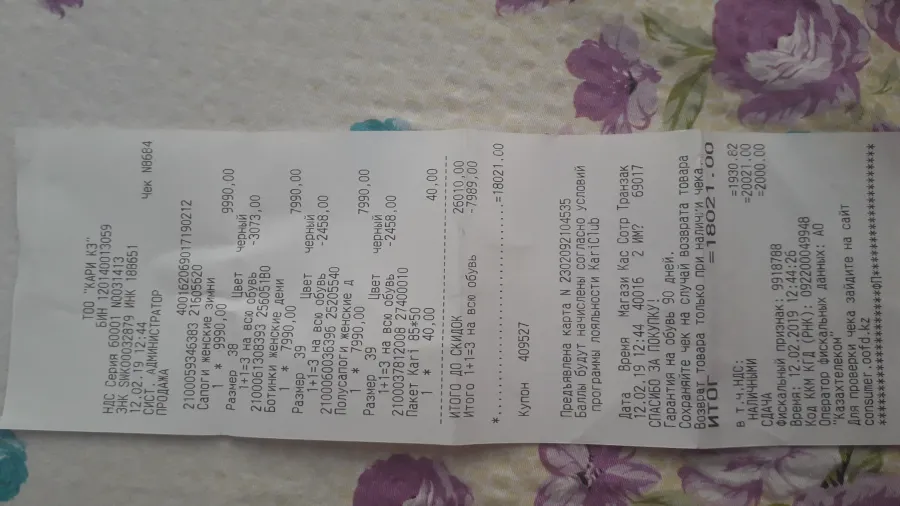 ТОО "КАРИ КЗ"
БИН 120140013059
НДС Серия 60001 N0031413
ЗНК SWK00032879 МНК 188651
12.02.19 12:44 Чек N8684
СИСТ. АДМИНИСТРАТОР
ПРОДАЖА
400162069017190212
2100059346383 21605620
Сапоги женские зимни
1 * 9990,00 9990,00
Размер 38 Цвет черный
1+1=3 на всю обувь -3073,00
2100061308393 25605180
Ботинки женские деми
1 * 7990,00 7990,00
Размер 39 Цвет черный
1+1=3 на всю обувь -2458.00
2100060036396 25205540
Полусапоги женские д
1 * 7990,00 7990,00
Размер 39 Цвет черный
1+1=3 на всю обувь -2458.00
2100037812008 27400010
Пакет Kari 85*50
1 * 40,00 40,00
ИТОГО ДО СКИДОК 26010,00
Итого 1+1=3 на всю обувь -7989,00
*..............................=18021.00
Купон 409527
Предъявлена карта N 2302092104535
Баллы будут начислены согласно условий
программы лояльности KariClub
Дата Время Магази Кас Сотр Транзак
12.02.19 12:44 40016 2 ИМ? 69017
СПАСИБО ЗА ПОКУПКУ!
Гарантия на обувь 90 дней.
Сохраняйте чек на случай возврата товара
Возврат товара только при наличии чека...
ИТОГ =18021.00
в т.ч.НДС: =1930.82
НАЛИЧНЫМИ =20021.00
СДАЧА =2000.00
Фискальный признак: 9918788
Время: 12.02.2019 12:44:26
Код ККМ КГД (РНК): 092200049948
Оператор фискальных данных: АО
"Казахтелеком"
Для проверки чека зайдите на сайт
consumer.oofd.kz